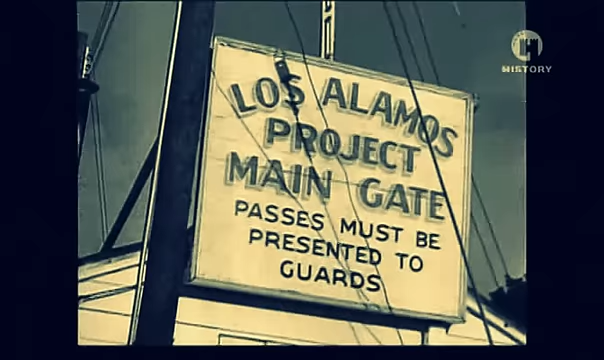 HISTORY
LOS ALAMOS
PROJECT
MAIN GATE
PASSES MUST BE
PRESENTED TO
GUARDS